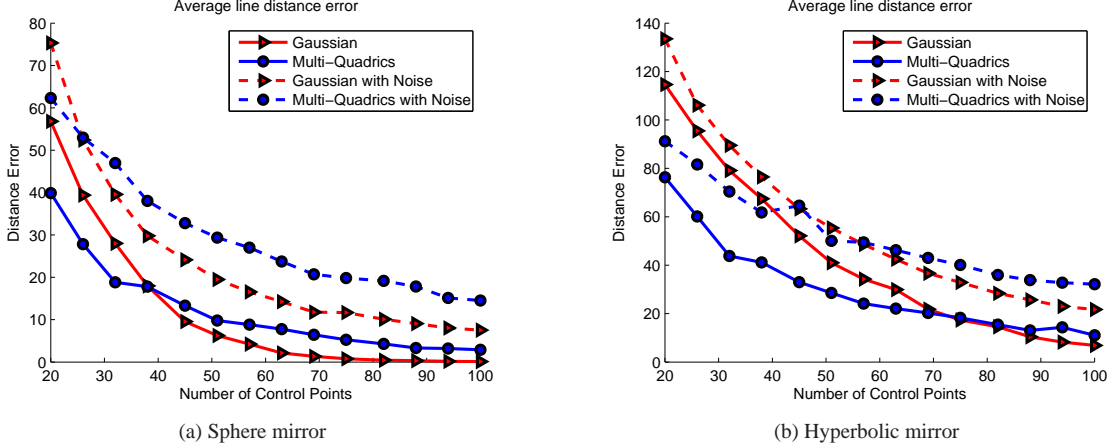 Average line distance error
80
70
60
50
40
30
20
10
0
Distance Error
20 30 40 50 60 70 80 90 100
Number of Control Points
Gaussian
Multi−Quadrics
Gaussian with Noise
Multi−Quadrics with Noise
(a) Sphere mirror
Average line distance error
140
120
100
80
60
40
20
0
Distance Error
20 30 40 50 60 70 80 90 100
Number of Control Points
Gaussian
Multi−Quadrics
Gaussian with Noise
Multi−Quadrics with Noise
(b) Hyperbolic mirror